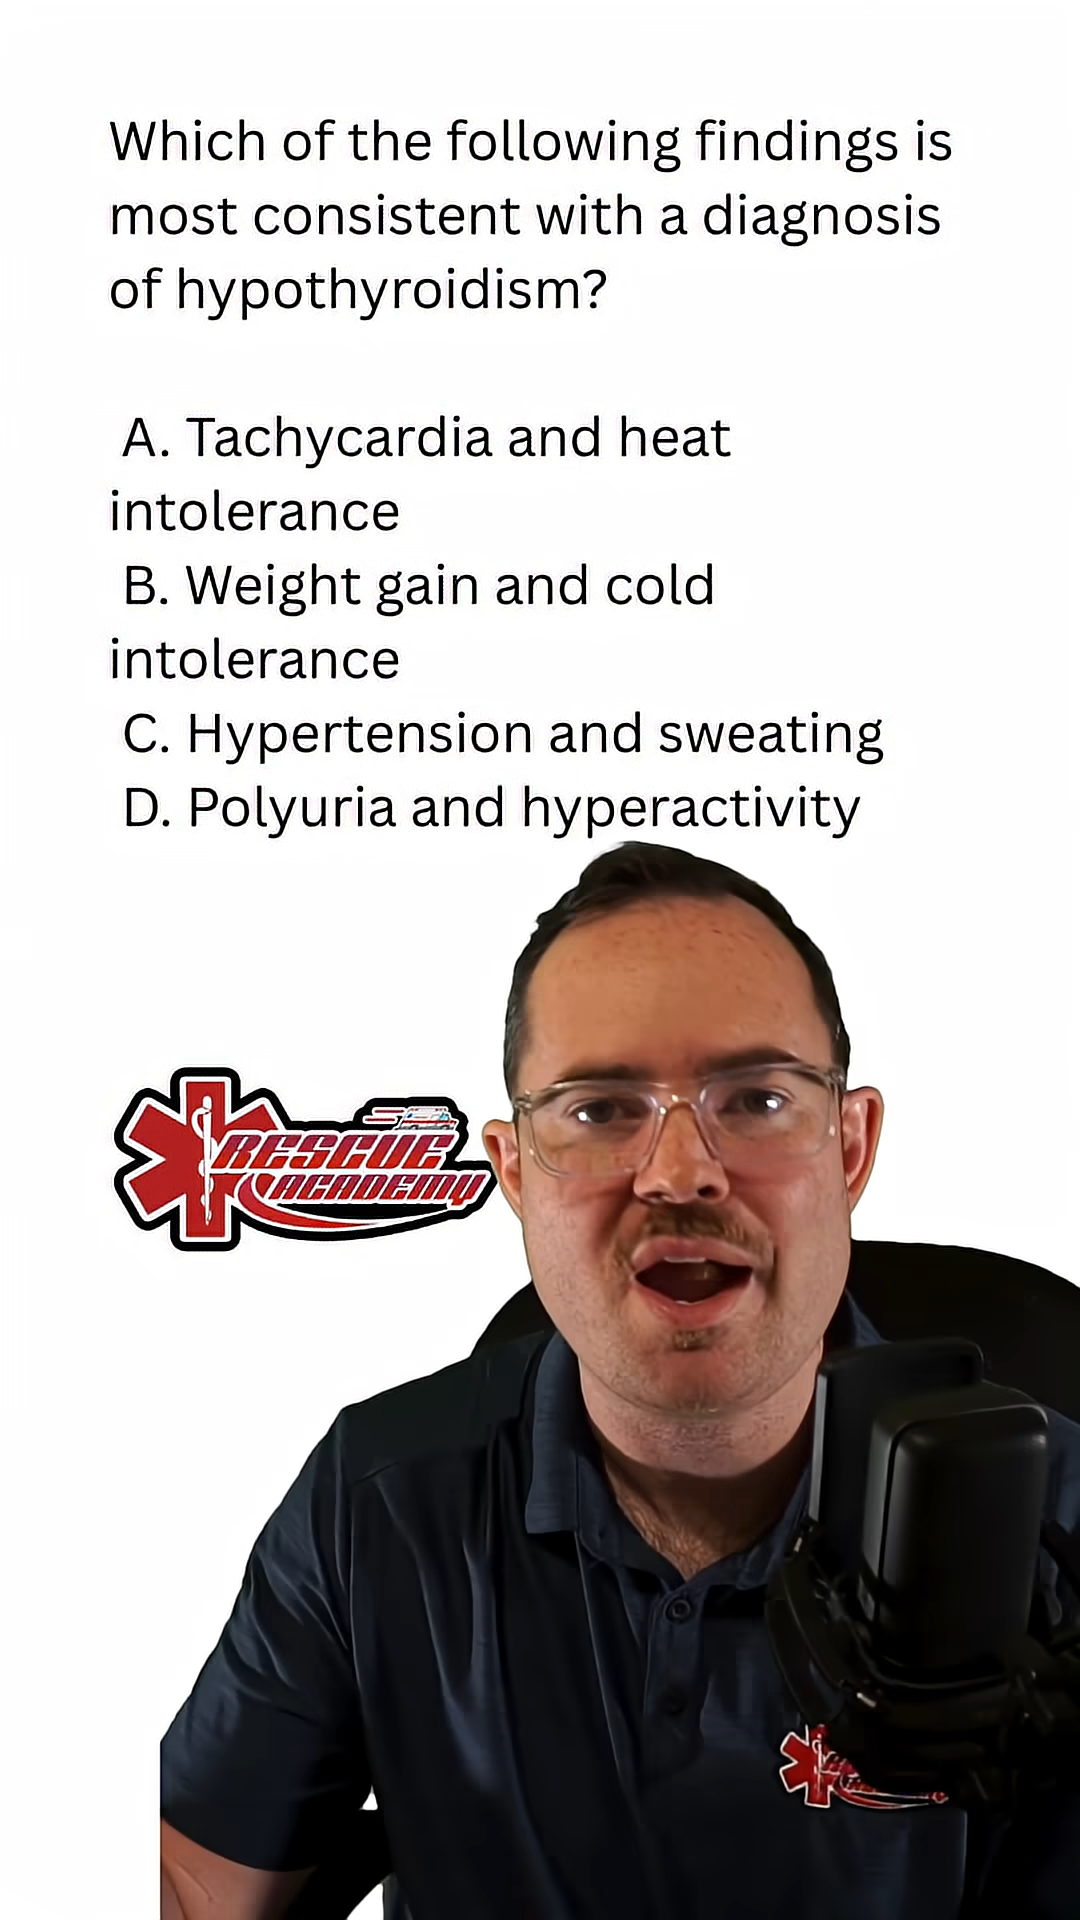 Which of the following findings is
most consistent with a diagnosis
of hypothyroidism?
A. Tachycardia and heat
intolerance
B. Weight gain and cold
intolerance
C. Hypertension and sweating
D. Polyuria and hyperactivity
RESCUE
ACADEMY